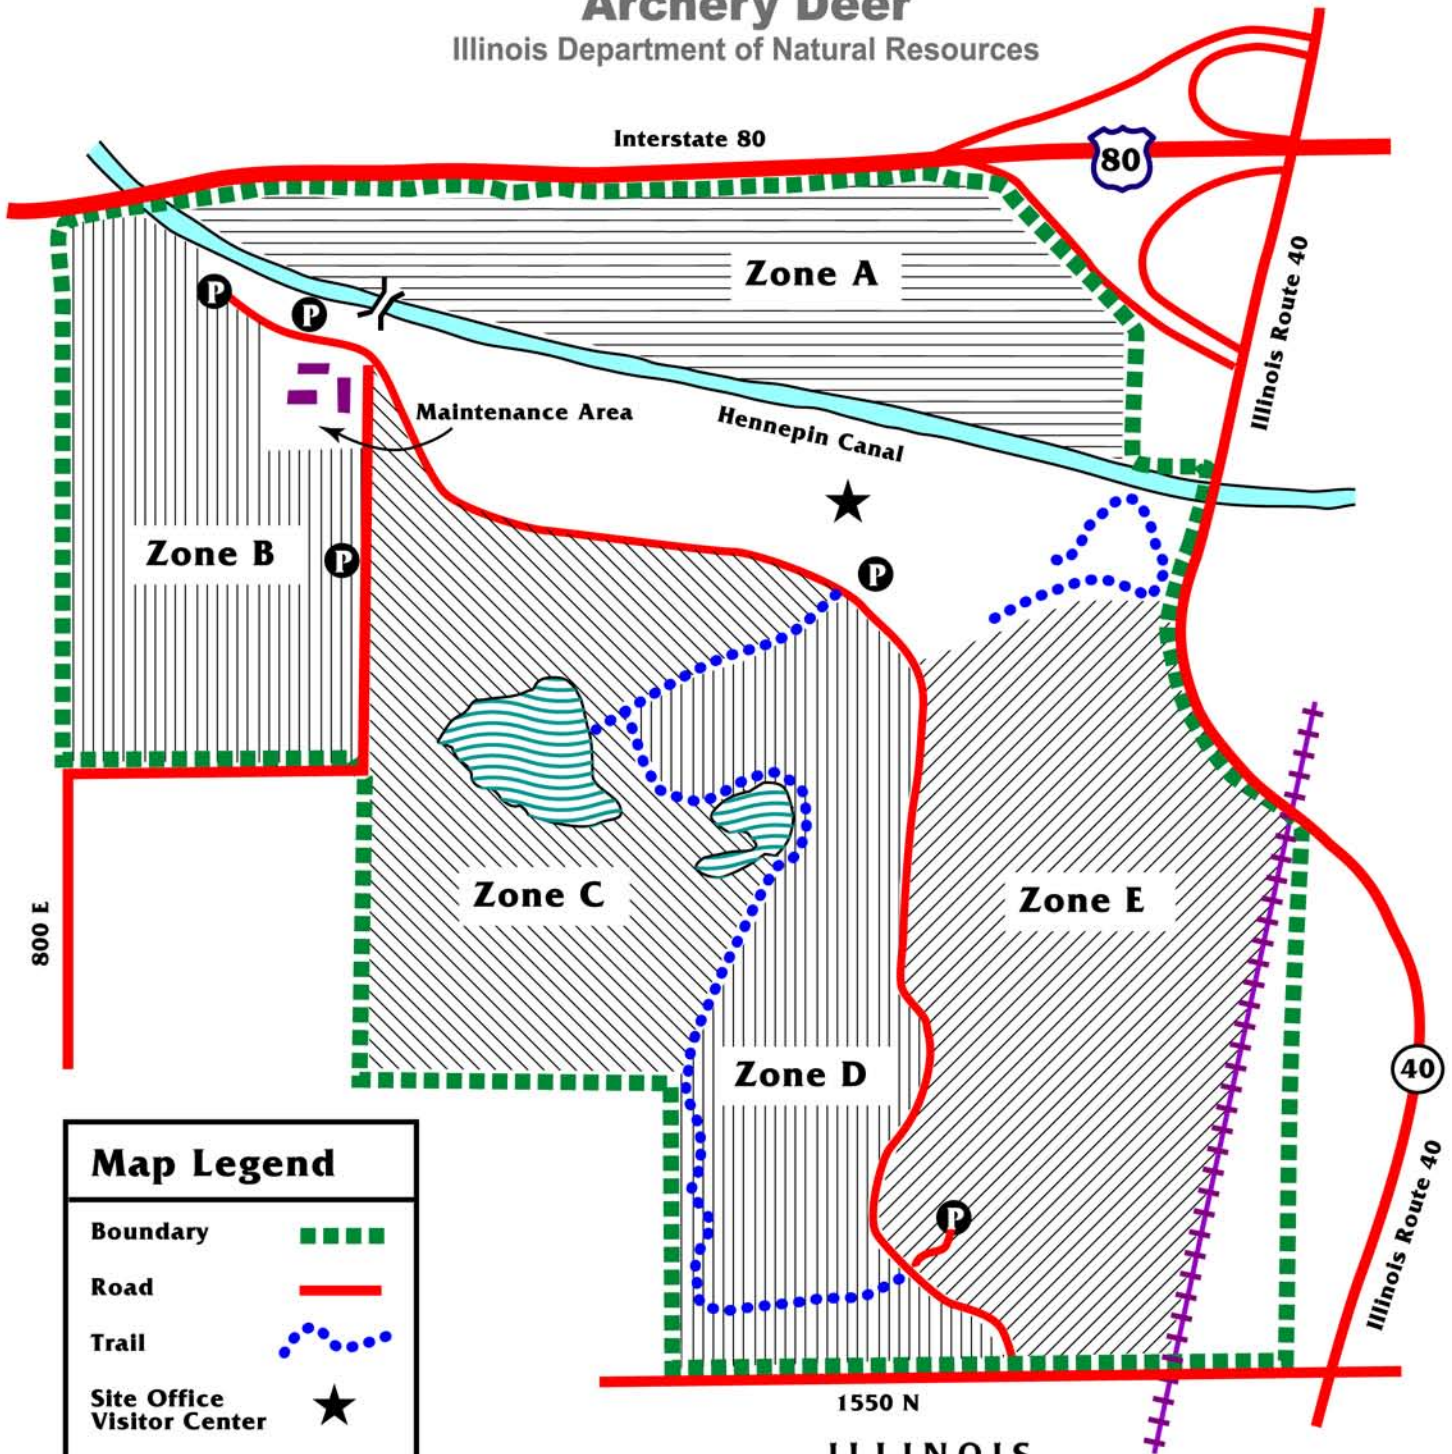 Archery Deer
Illinois Department of Natural Resources
Interstate 80
80
Illinois Route 40
Zone A
P
P
Maintenance Area
Hennepin Canal
Zone B
P
P
Zone C
Zone E
800 E
Zone D
40
Illinois Route 40
P
Map Legend
Boundary
Road
Trail
Site Office
Visitor Center
1550 N
ILLINOIS